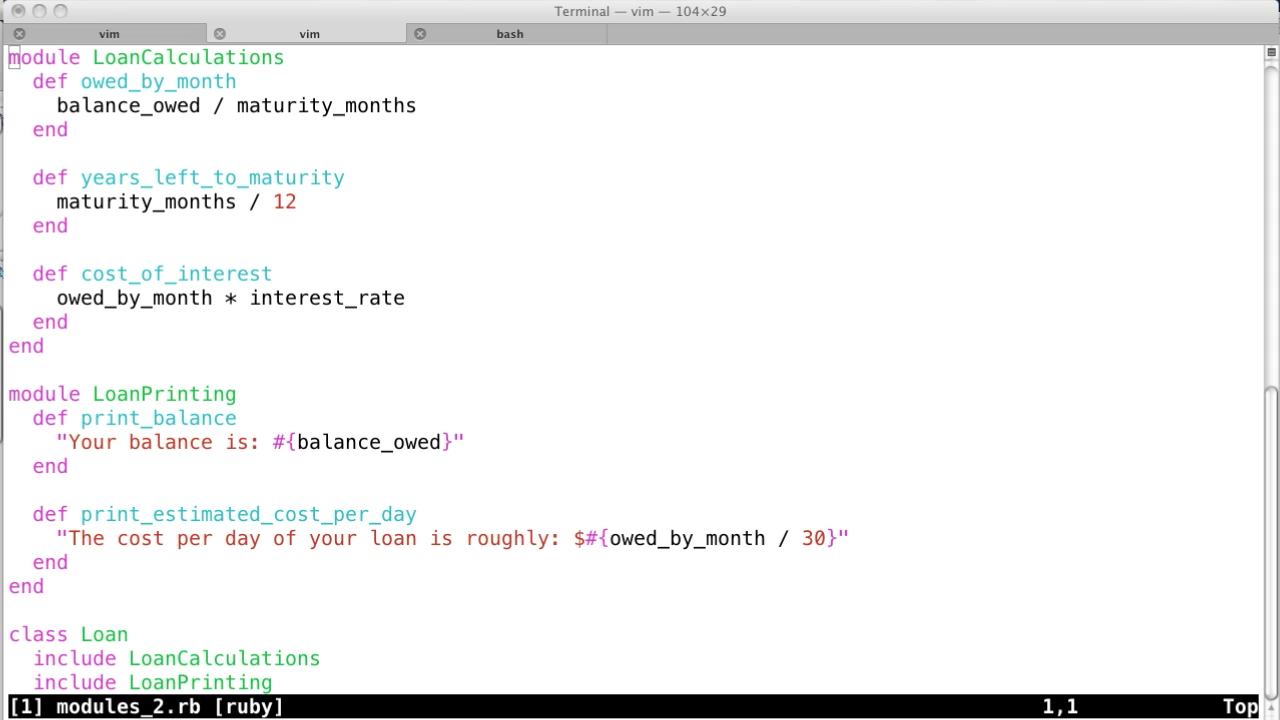 Terminal — vim — 104×29
vim vim bash
module LoanCalculations
  def owed_by_month
    balance_owed / maturity_months
  end

  def years_left_to_maturity
    maturity_months / 12
  end

  def cost_of_interest
    owed_by_month * interest_rate
  end
end

module LoanPrinting
  def print_balance
    "Your balance is: #{balance_owed}"
  end

  def print_estimated_cost_per_day
    "The cost per day of your loan is roughly: $#{owed_by_month / 30}"
  end
end

class Loan
  include LoanCalculations
  include LoanPrinting
[1] modules_2.rb [ruby] 1,1 Top